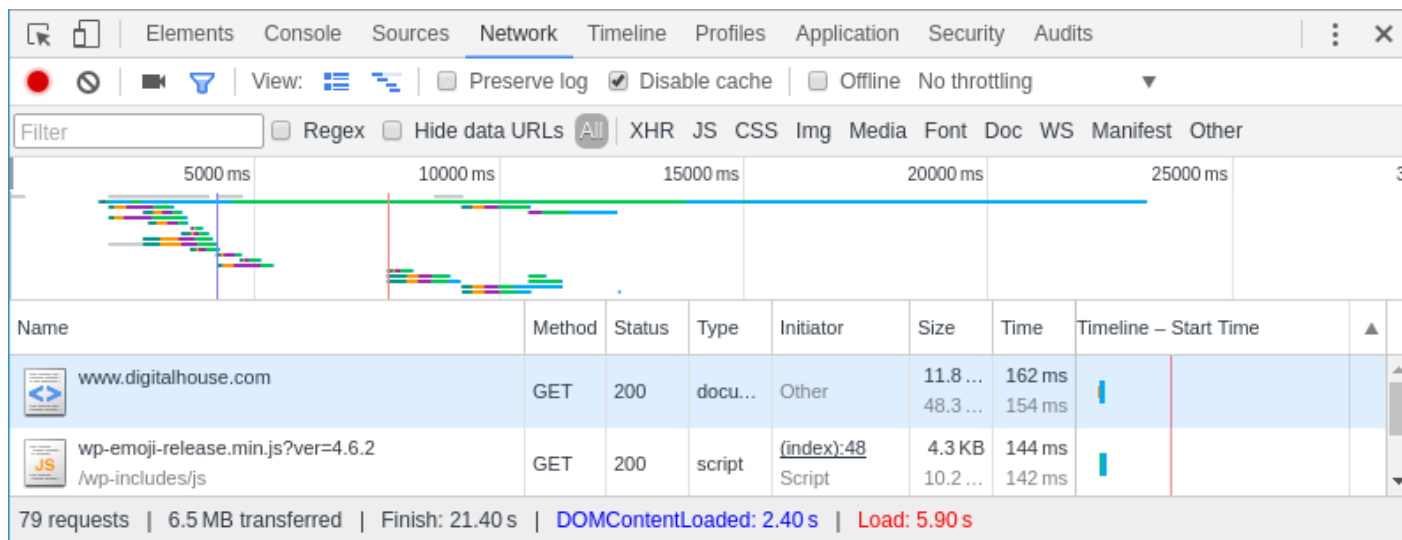 Elements Console Sources Network Timeline Profiles Application Security Audits
View: Preserve log Disable cache Offline No throttling
Filter Regex Hide data URLs All XHR JS CSS Img Media Font Doc WS Manifest Other
5000 ms 10000 ms 15000 ms 20000 ms 25000 ms 3
Name Method Status Type Initiator Size Time Timeline – Start Time
www.digitalhouse.com GET 200 docu... Other 11.8 ... 162 ms
48.3 ... 154 ms
JS wp-emoji-release.min.js?ver=4.6.2 GET 200 script (index):48 4.3 KB 144 ms
/wp-includes/js Script 10.2 ... 142 ms
79 requests | 6.5 MB transferred | Finish: 21.40 s | DOMContentLoaded: 2.40 s | Load: 5.90 s